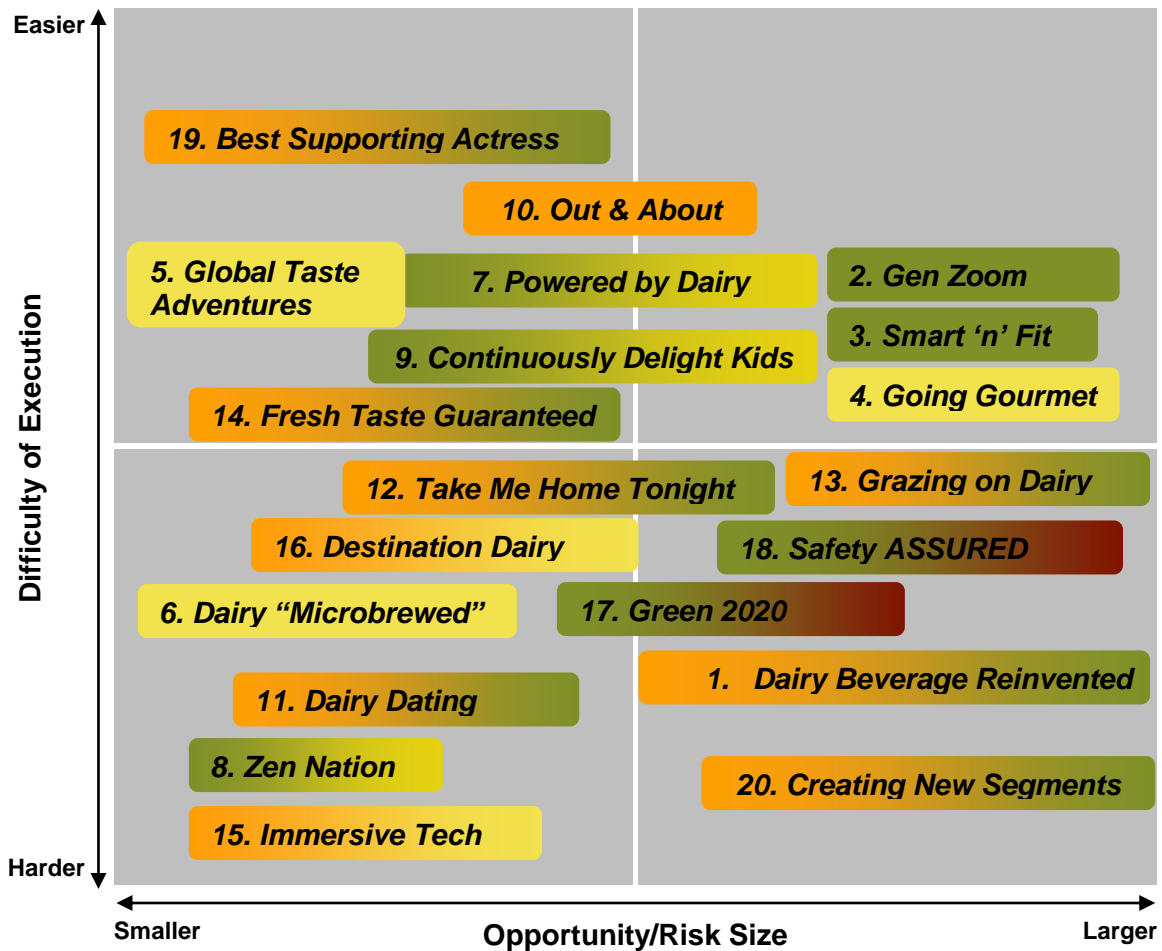 Easier
19. Best Supporting Actress
10. Out & About
5. Global Taste
Adventures
7. Powered by Dairy
2. Gen Zoom
3. Smart ‘n’ Fit
9. Continuously Delight Kids
4. Going Gourmet
14. Fresh Taste Guaranteed
Difficulty of Execution
12. Take Me Home Tonight
13. Grazing on Dairy
16. Destination Dairy
18. Safety ASSURED
6. Dairy “Microbrewed”
17. Green 2020
1. Dairy Beverage Reinvented
11. Dairy Dating
8. Zen Nation
20. Creating New Segments
15. Immersive Tech
Harder
Smaller
Opportunity/Risk Size
Larger